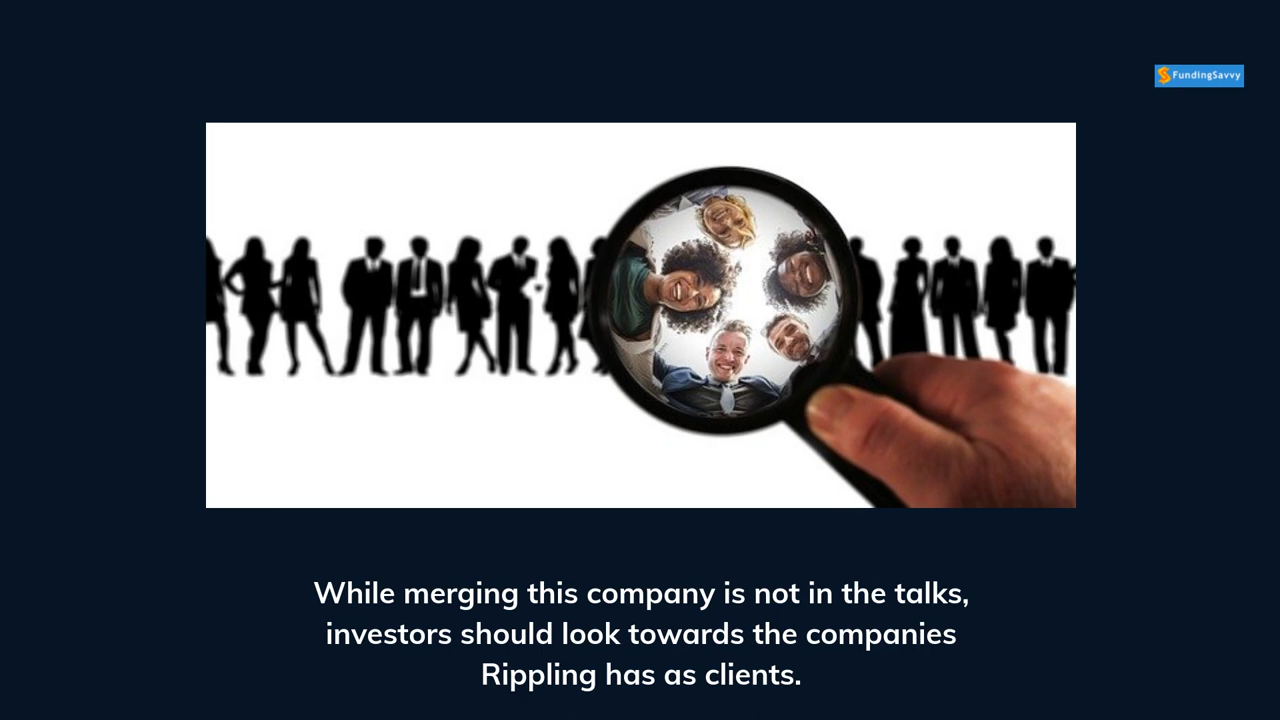 FundingSavvy
While merging this company is not in the talks,
investors should look towards the companies
Rippling has as clients.